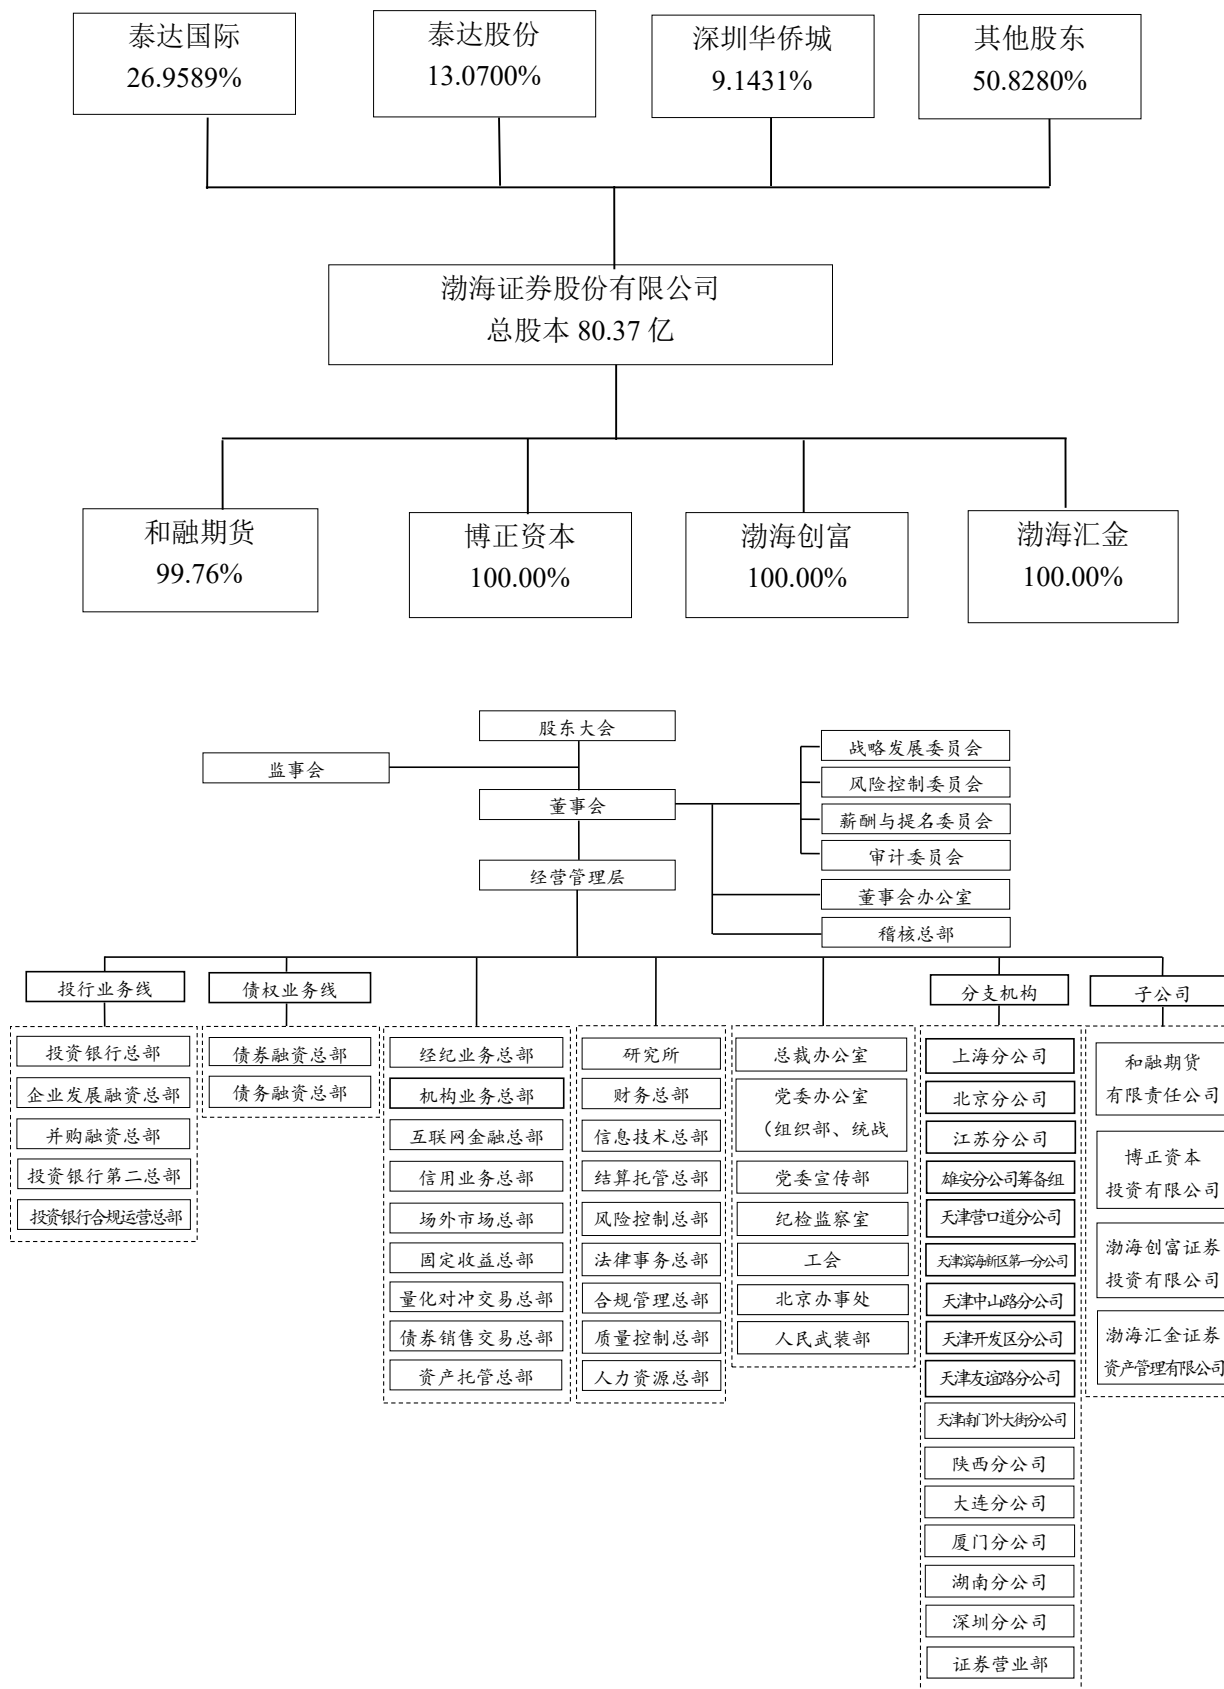 泰达国际
26.9589%
泰达股份
13.0700%
深圳华侨城
9.1431%
其他股东
50.8280%
渤海证券股份有限公司
总股本 80.37 亿
和融期货
99.76%
博正资本
100.00%
渤海创富
100.00%
渤海汇金
100.00%
股东大会
监事会
董事会
经营管理层
战略发展委员会
风险控制委员会
薪酬与提名委员会
审计委员会
董事会办公室
稽核总部
投行业务线
投资银行总部
企业发展融资总部
并购融资总部
投资银行第二总部
投资银行合规运营总部
债权业务线
债券融资总部
债务融资总部
经纪业务总部
机构业务总部
互联网金融总部
信用业务总部
场外市场总部
固定收益总部
量化对冲交易总部
债券销售交易总部
资产托管总部
研究所
财务总部
信息技术总部
结算托管总部
风险控制总部
法律事务总部
合规管理总部
质量控制总部
人力资源总部
总裁办公室
党委办公室
（组织部、统战
党委宣传部
纪检监察室
工会
北京办事处
人民武装部
分支机构
上海分公司
北京分公司
江苏分公司
雄安分公司筹备组
天津营口道分公司
天津滨海新区第一分公司
天津中山路分公司
天津开发区分公司
天津友谊路分公司
天津南门外大街分公司
陕西分公司
大连分公司
厦门分公司
湖南分公司
深圳分公司
证券营业部
子公司
和融期货
有限责任公司
博正资本
投资有限公司
渤海创富证券
投资有限公司
渤海汇金证券
资产管理有限公司